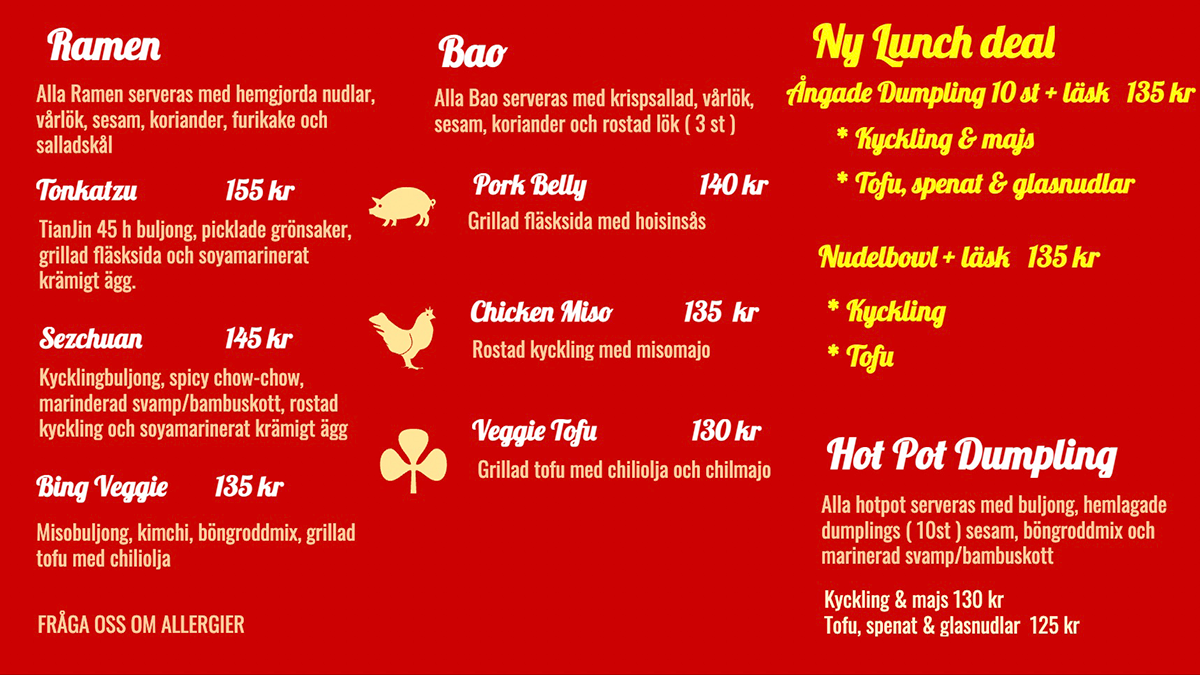 Ramen
Alla Ramen serveras med hemgjorda nudlar,
vårlök, sesam, koriander, furikake och
salladskål
Tonkatzu 155 kr
TianJin 45 h buljong, picklade grönsaker,
grillad fläsksida och soyamarinerat
krämigt ägg.
Sezchuan 145 kr
Kycklingbuljong, spicy chow-chow,
marinderad svamp/bambuskott, rostad
kyckling och soyamarinerat krämigt ägg
Bing Veggie 135 kr
Misobuljong, kimchi, böngroddmix, grillad
tofu med chiliolja
FRÅGA OSS OM ALLERGIER
Bao
Alla Bao serveras med krispsallad, vårlök,
sesam, koriander och rostad lök ( 3 st )
Pork Belly 140 kr
Grillad fläsksida med hoisinsås
Chicken Miso 135 kr
Rostad kyckling med misomajo
Veggie Tofu 130 kr
Grillad tofu med chiliolja och chilmajo
Ny Lunch deal
Ångade Dumpling 10 st + läsk 135 kr
* Kyckling & majs
* Tofu, spenat & glasnudlar
Nudelbowl + läsk 135 kr
* Kyckling
* Tofu
Hot Pot Dumpling
Alla hotpot serveras med buljong, hemlagade
dumplings ( 10st ) sesam, böngroddmix och
marinerad svamp/bambuskott
Kyckling & majs 130 kr
Tofu, spenat & glasnudlar 125 kr